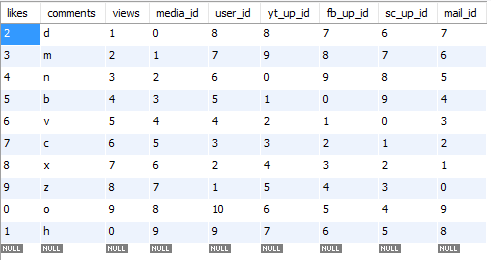 likes comments views media_id user_id yt_up_id fb_up_id sc_up_id mail_id
2 d 1 0 8 8 7 6 7
3 m 2 1 7 9 8 7 6
4 n 3 2 6 0 9 8 5
5 b 4 3 5 1 0 9 4
6 v 5 4 4 2 1 0 3
7 c 6 5 3 3 2 1 2
8 x 7 6 2 4 3 2 1
9 z 8 7 1 5 4 3 0
0 o 9 8 10 6 5 4 9
1 h 0 9 9 7 6 5 8
NULL NULL NULL NULL NULL NULL NULL NULL NULL